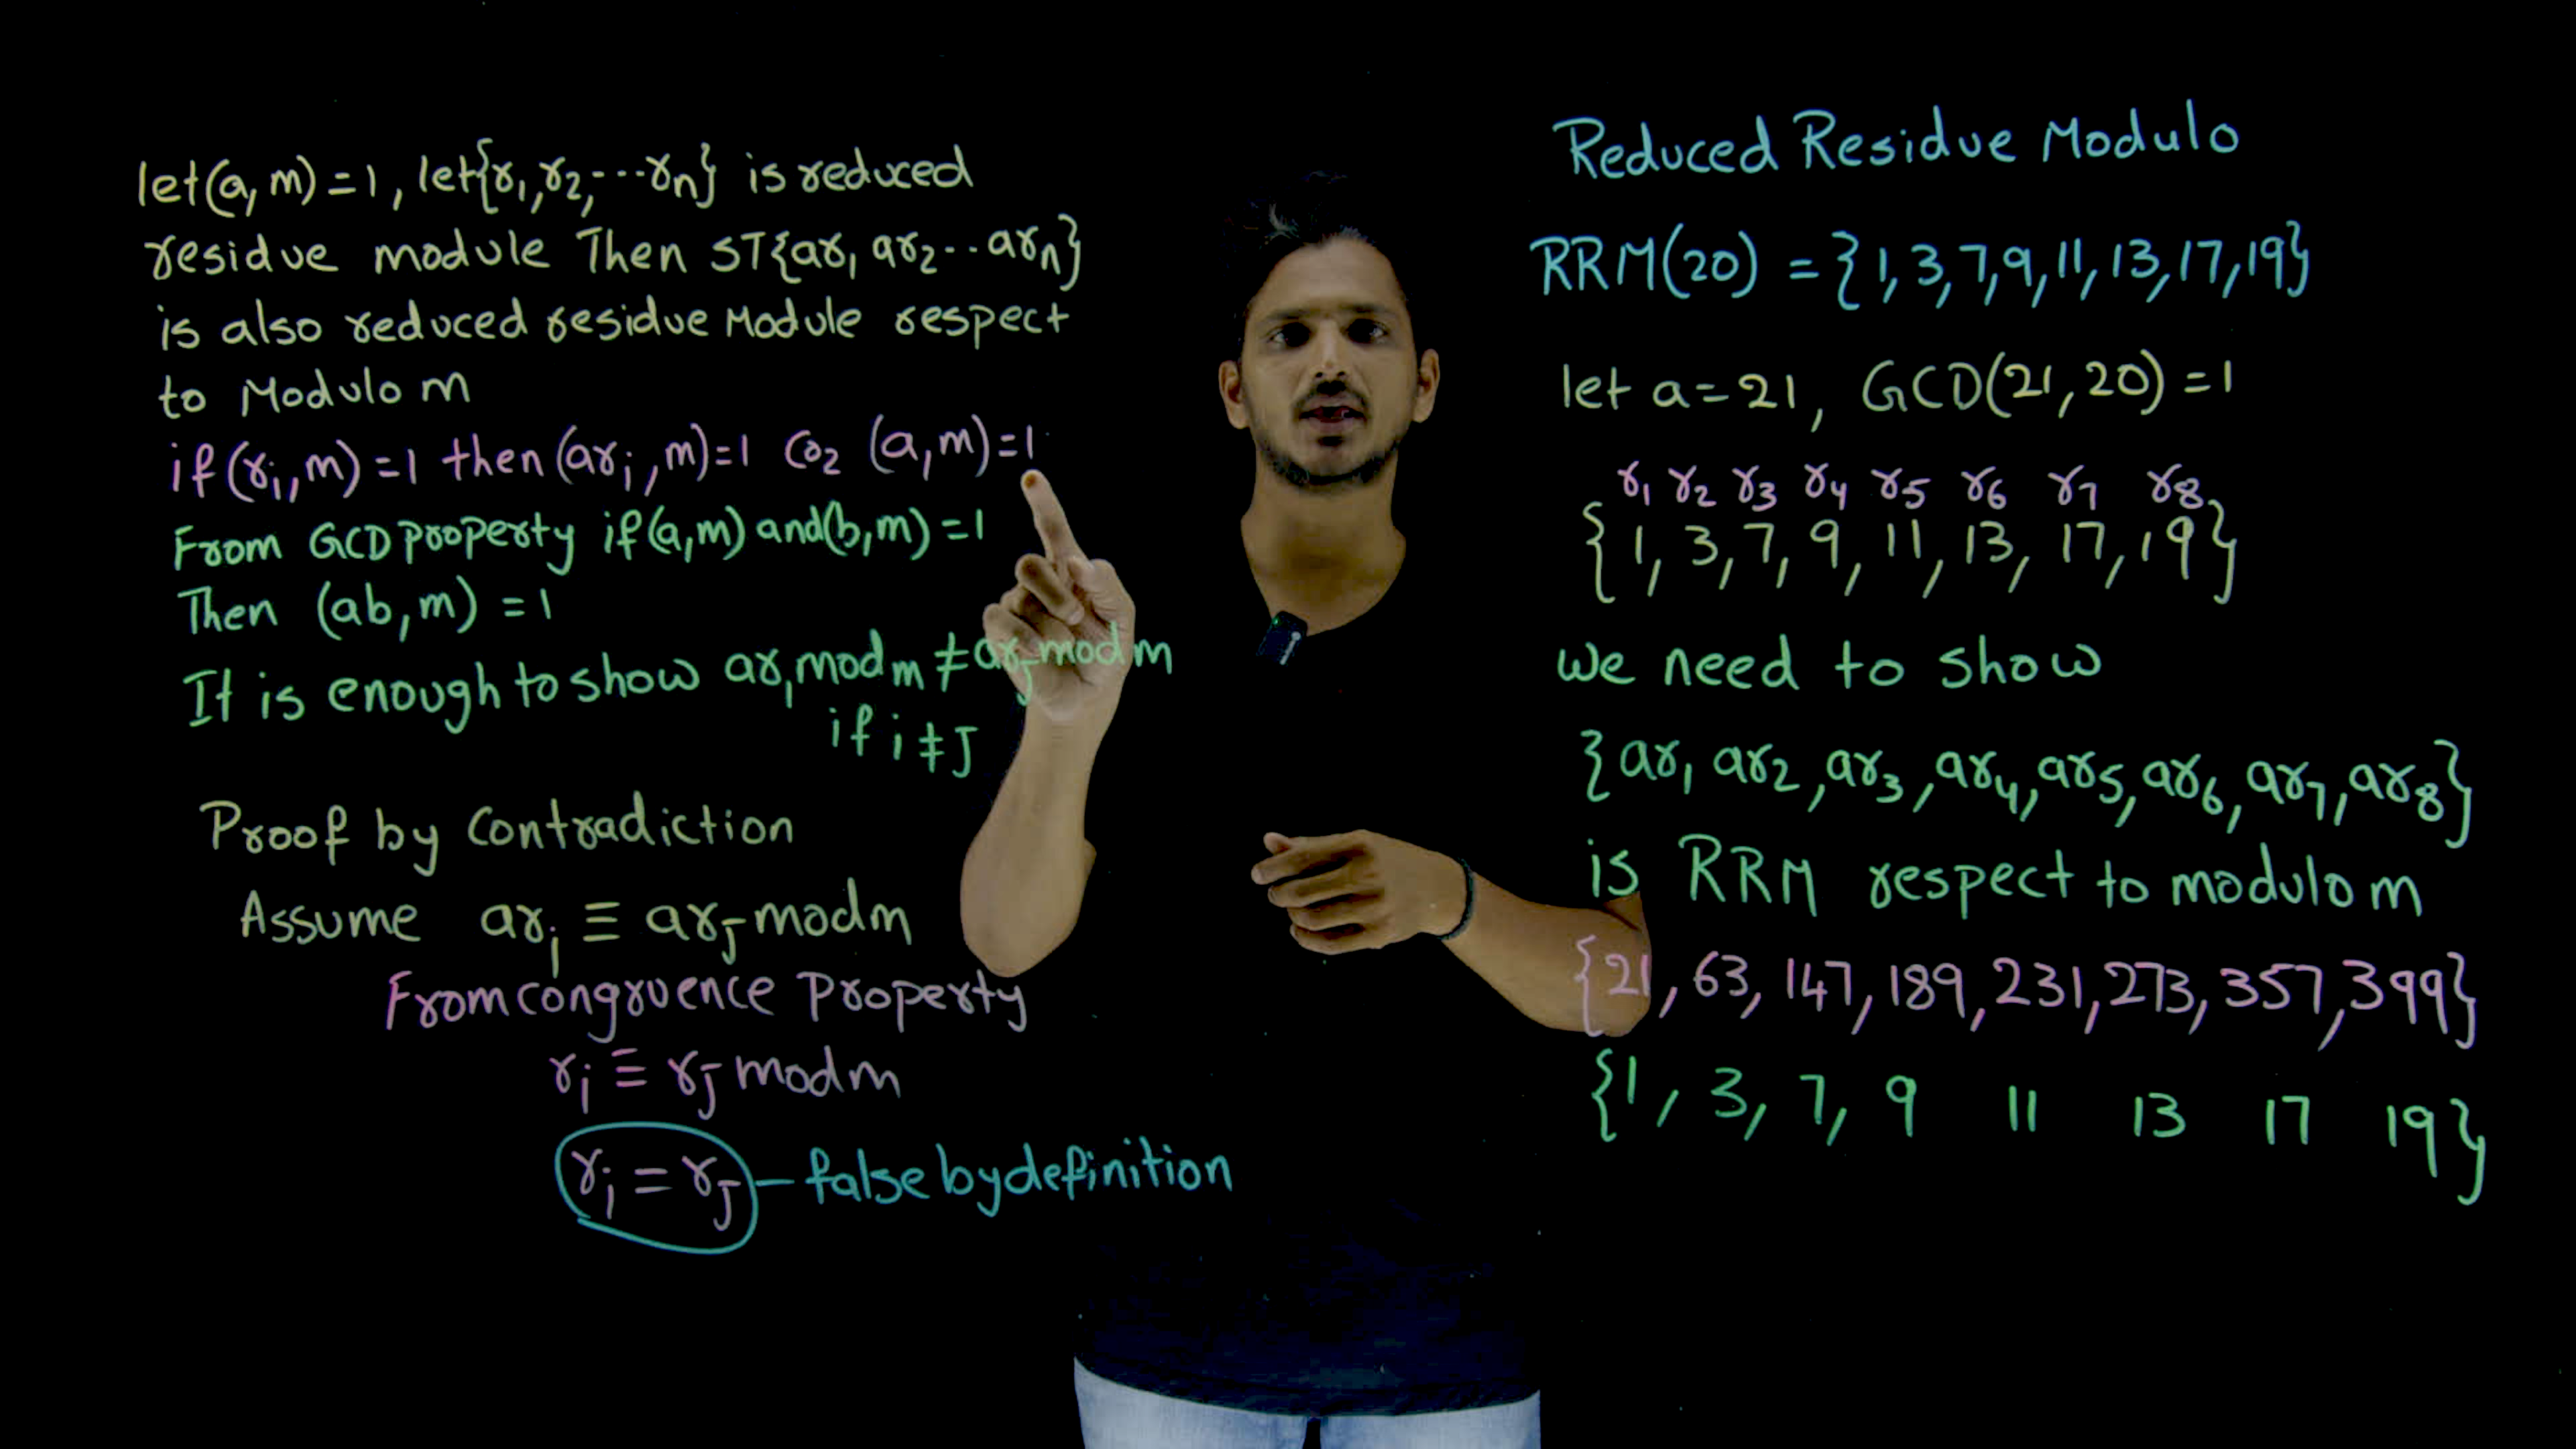 let (a, m) = 1, let {r1, r2, ... rn} is reduced
residue module Then ST {ar1 ar2 .. arn}
is also reduced residue Module respect
to Modulo m
if (ri, m) = 1 then (ari, m) = 1 Coz (a, m) = 1
From GCD property if (a,m) and (b, m) = 1
Then (ab, m) = 1
It is enough to show ari mod m ≠ arJ mod m
if i ≠ J
Proof by Contradiction
Assume ari ≡ arJ mod m
From congruence Property
ri ≡ rJ mod m
ri = rJ — false by definition
Reduced Residue Modulo
RRM(20) = {1, 3, 7, 9, 11, 13, 17, 19}
let a = 21, GCD(21, 20) = 1
r1 r2 r3 r4 r5 r6 r7 r8
{1, 3, 7, 9, 11, 13, 17, 19}
we need to show
{ar1 ar2, ar3, ar4, ar5, ar6, ar7, ar8}
is RRM respect to modulo m
{21, 63, 147, 189, 231, 273, 357, 399}
{1, 3, 7, 9 11 13 17 19}